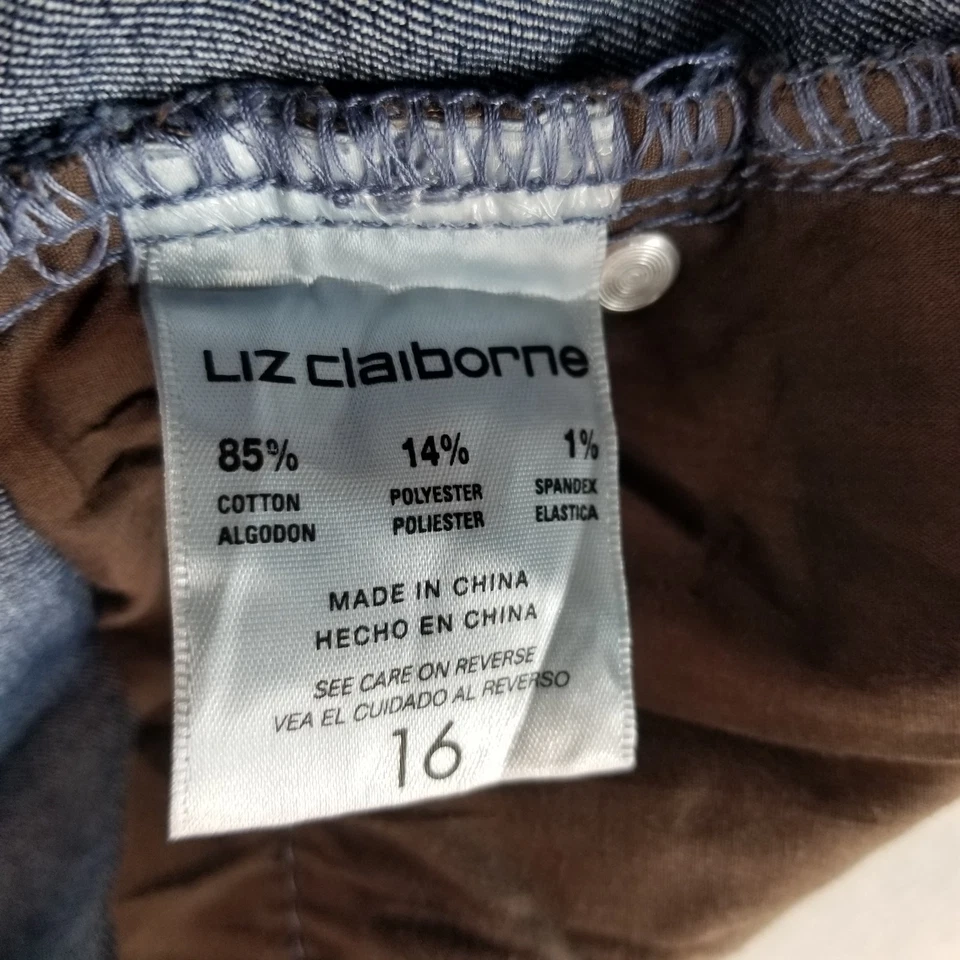 LIZ claiborne
85% 14% 1%
COTTON POLYESTER SPANDEX
ALGODON POLIESTER ELASTICA
MADE IN CHINA
HECHO EN CHINA
SEE CARE ON REVERSE
VEA EL CUIDADO AL REVERSO
16